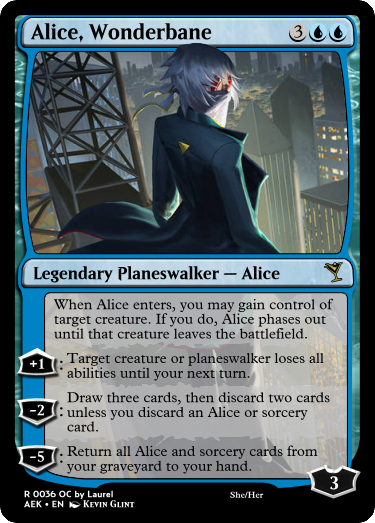 Alice, Wonderbane 3
Legendary Planeswalker — Alice
When Alice enters, you may gain control of
target creature. If you do, Alice phases out
until that creature leaves the battlefield.
+1: Target creature or planeswalker loses all
abilities until your next turn.
-2: Draw three cards, then discard two cards
unless you discard an Alice or sorcery
card.
-5: Return all Alice and sorcery cards from
your graveyard to your hand.
3
R 0036 OC by Laurel She/Her
AEK • EN Kevin Glint